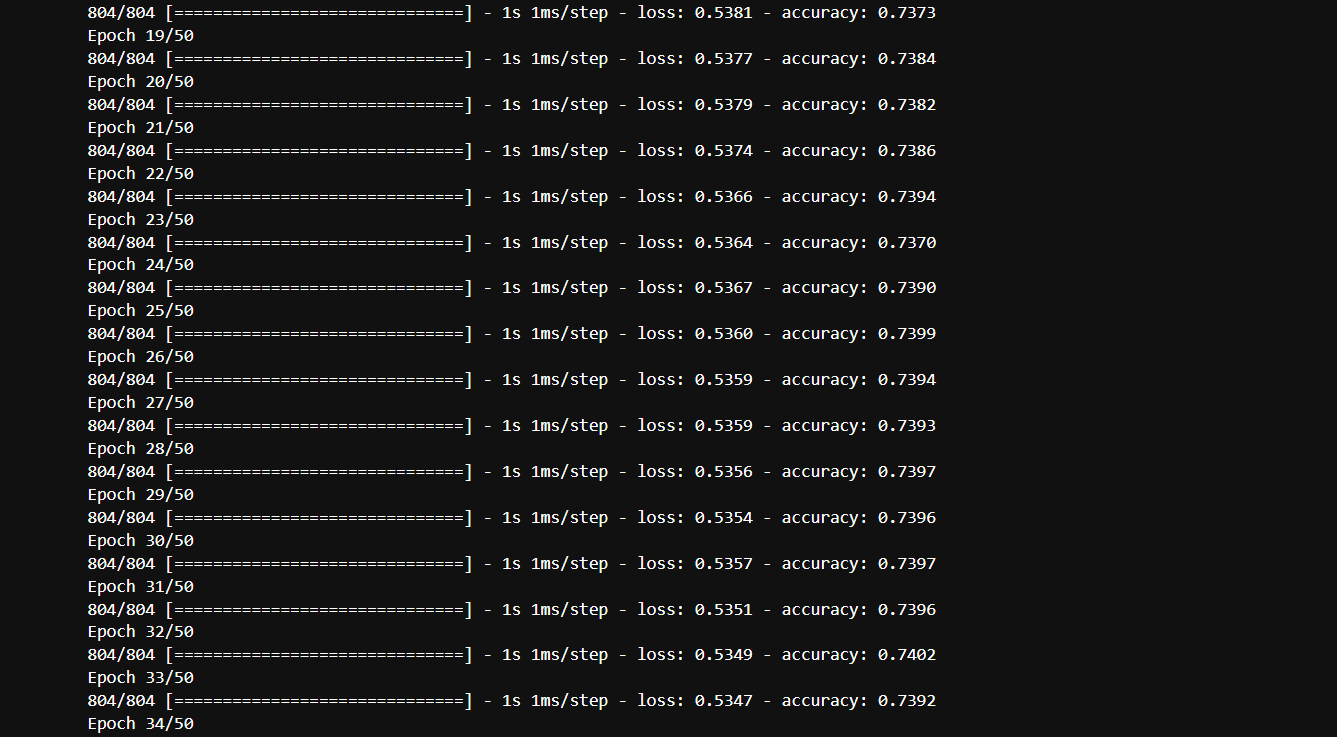 804/804 [==============================] - 1s 1ms/step - loss: 0.5381 - accuracy: 0.7373
Epoch 19/50
804/804 [==============================] - 1s 1ms/step - loss: 0.5377 - accuracy: 0.7384
Epoch 20/50
804/804 [==============================] - 1s 1ms/step - loss: 0.5379 - accuracy: 0.7382
Epoch 21/50
804/804 [==============================] - 1s 1ms/step - loss: 0.5374 - accuracy: 0.7386
Epoch 22/50
804/804 [==============================] - 1s 1ms/step - loss: 0.5366 - accuracy: 0.7394
Epoch 23/50
804/804 [==============================] - 1s 1ms/step - loss: 0.5364 - accuracy: 0.7370
Epoch 24/50
804/804 [==============================] - 1s 1ms/step - loss: 0.5367 - accuracy: 0.7390
Epoch 25/50
804/804 [==============================] - 1s 1ms/step - loss: 0.5360 - accuracy: 0.7399
Epoch 26/50
804/804 [==============================] - 1s 1ms/step - loss: 0.5359 - accuracy: 0.7394
Epoch 27/50
804/804 [==============================] - 1s 1ms/step - loss: 0.5359 - accuracy: 0.7393
Epoch 28/50
804/804 [==============================] - 1s 1ms/step - loss: 0.5356 - accuracy: 0.7397
Epoch 29/50
804/804 [==============================] - 1s 1ms/step - loss: 0.5354 - accuracy: 0.7396
Epoch 30/50
804/804 [==============================] - 1s 1ms/step - loss: 0.5357 - accuracy: 0.7397
Epoch 31/50
804/804 [==============================] - 1s 1ms/step - loss: 0.5351 - accuracy: 0.7396
Epoch 32/50
804/804 [==============================] - 1s 1ms/step - loss: 0.5349 - accuracy: 0.7402
Epoch 33/50
804/804 [==============================] - 1s 1ms/step - loss: 0.5347 - accuracy: 0.7392
Epoch 34/50